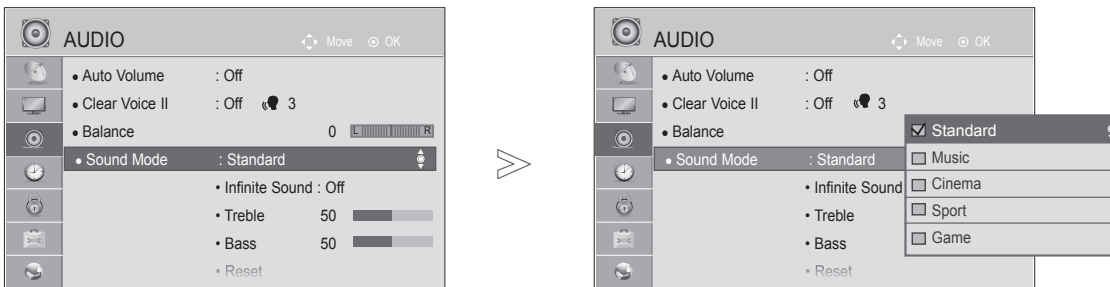 AUDIO
Move OK
• Auto Volume : Off
• Clear Voice II : Off 3
• Balance 0 L R
• Sound Mode : Standard
• Infinite Sound : Off
• Treble 50
• Bass 50
• Reset
AUDIO
Move OK
• Auto Volume : Off
• Clear Voice II : Off 3
• Balance
• Sound Mode : Standard
• Infinite Sound
• Treble
• Bass
• Reset
Standard
Music
Cinema
Sport
Game